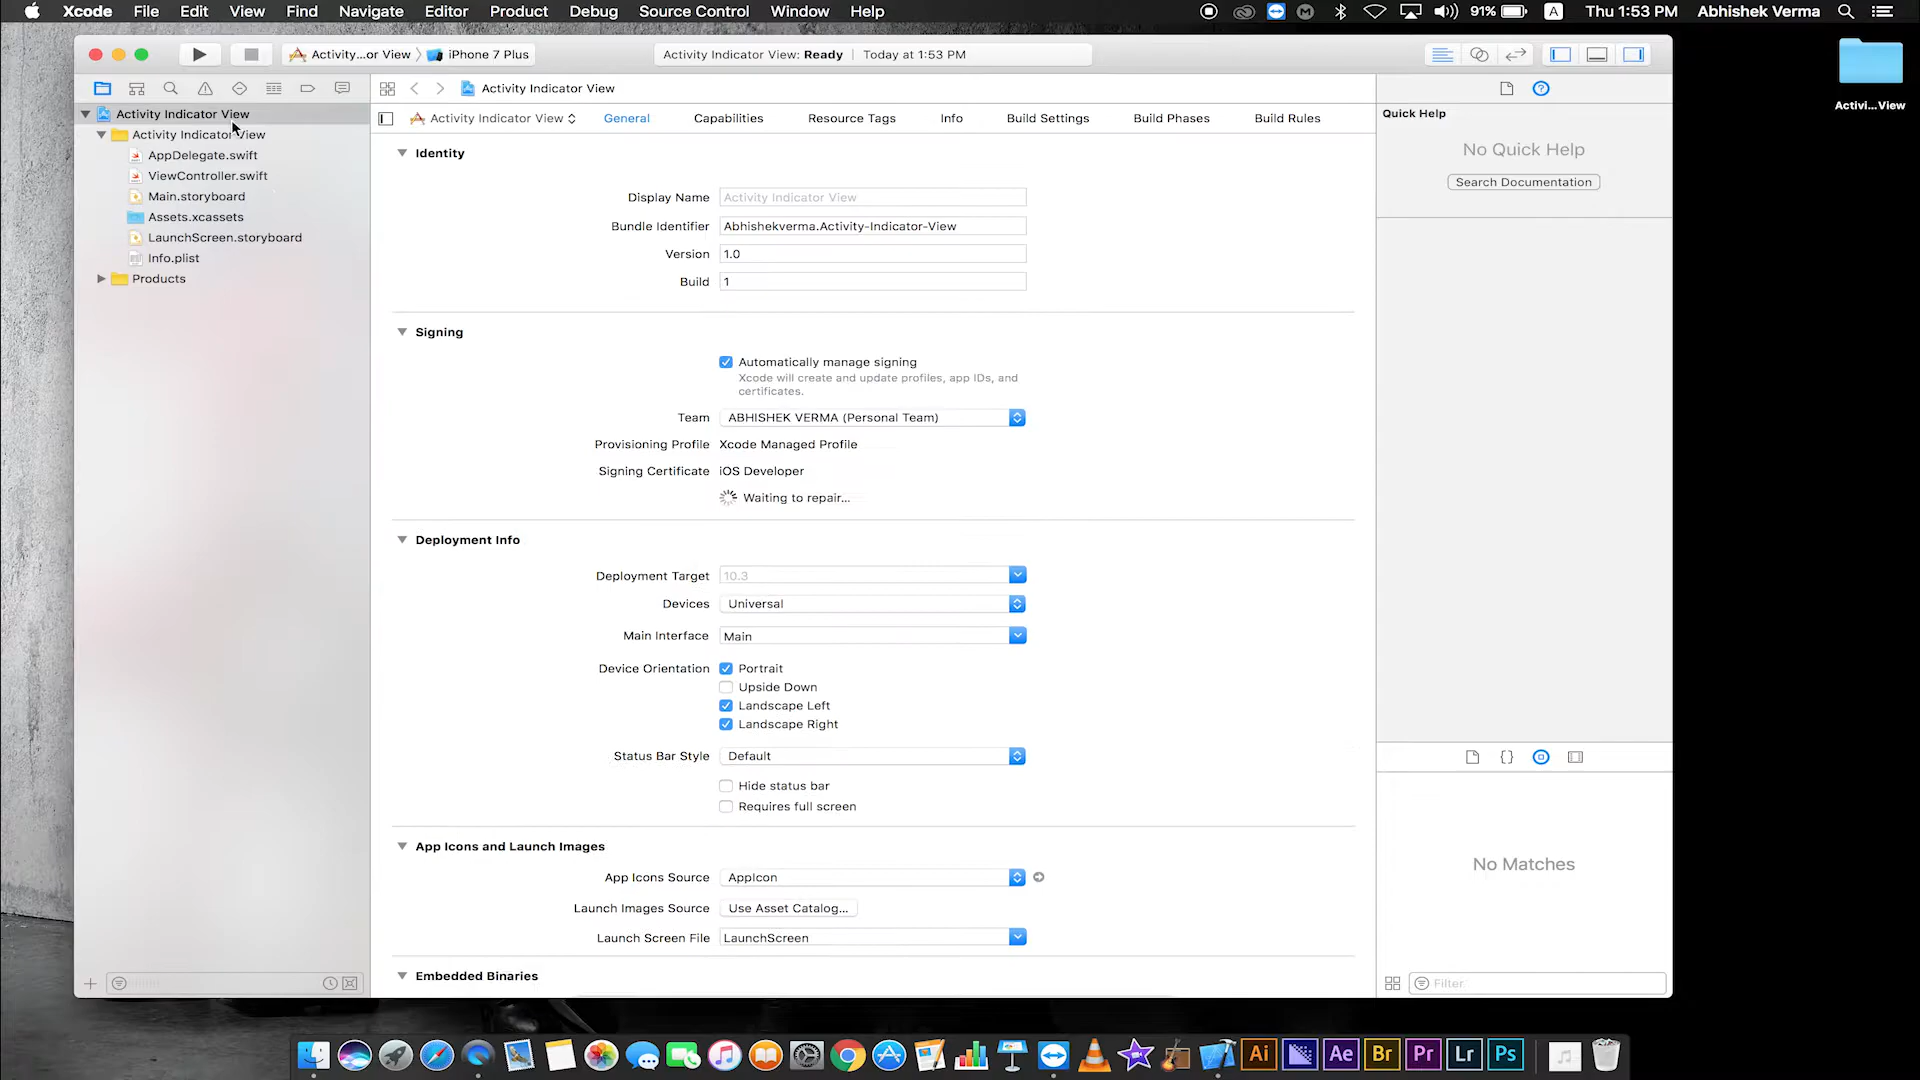 Xcode File Edit View Find Navigate Editor Product Debug Source Control Window Help 91% A Thu 1:53 PM Abhishek Verma
Activity...or View iPhone 7 Plus Activity Indicator View: Ready Today at 1:53 PM
Activi...View
Activity Indicator View
Activity Indicator View
Activity Indicator View
AppDelegate.swift
ViewController.swift
Main.storyboard
Assets.xcassets
LaunchScreen.storyboard
Info.plist
Products
Activity Indicator View General Capabilities Resource Tags Info Build Settings Build Phases Build Rules
Identity
Display Name Activity Indicator View
Bundle Identifier Abhishekverma.Activity-Indicator-View
Version 1.0
Build 1
Signing
Automatically manage signing
Xcode will create and update profiles, app IDs, and
certificates.
Team ABHISHEK VERMA (Personal Team)
Provisioning Profile Xcode Managed Profile
Signing Certificate iOS Developer
Waiting to repair...
Deployment Info
Deployment Target 10.3
Devices Universal
Main Interface Main
Device Orientation Portrait
Upside Down
Landscape Left
Landscape Right
Status Bar Style Default
Hide status bar
Requires full screen
App Icons and Launch Images
App Icons Source AppIcon
Launch Images Source Use Asset Catalog...
Launch Screen File LaunchScreen
Embedded Binaries
Quick Help
No Quick Help
Search Documentation
{}
No Matches
Filter
Ai Ae Br Pr Lr Ps